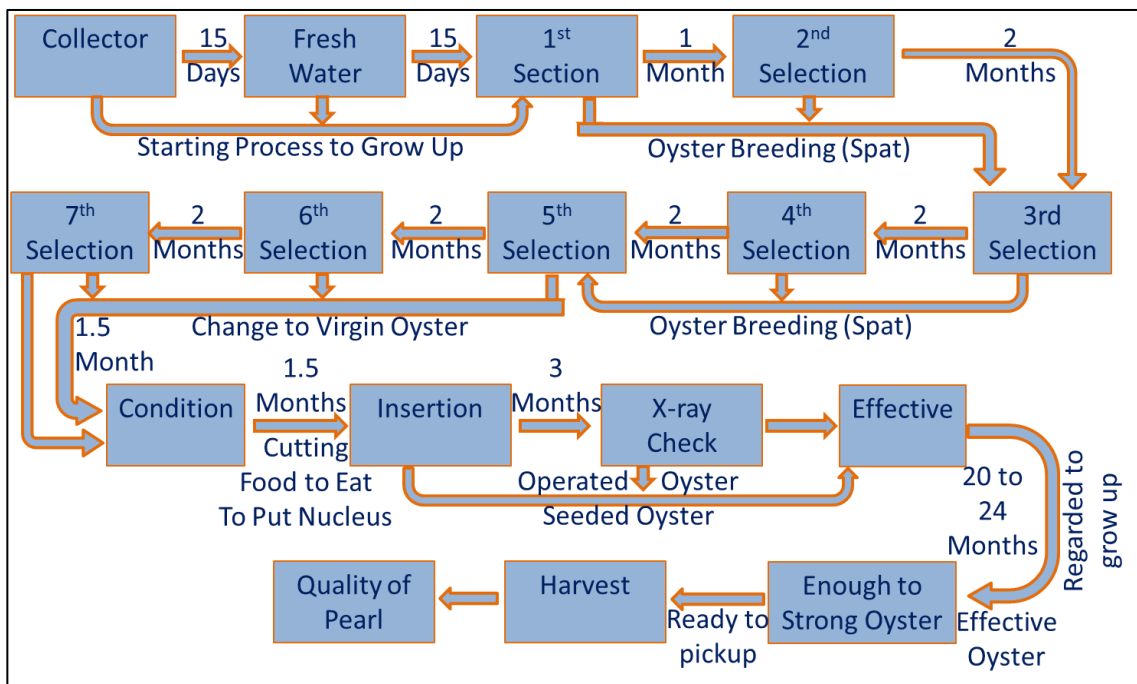 Collector
15
Days
Fresh
Water
15
Days
1st
Section
1
Month
2nd
Selection
2
Months
Starting Process to Grow Up
Oyster Breeding (Spat)
7th
Selection
2
Months
6th
Selection
2
Months
5th
Selection
2
Months
4th
Selection
2
Months
3rd
Selection
Change to Virgin Oyster
Oyster Breeding (Spat)
1.5
Month
Condition
1.5
Months
Cutting
Food to Eat
To Put Nucleus
Insertion
3
Months
X-ray
Check
Effective
Operated Oyster
Seeded Oyster
20 to
24
Months
Regarded to
grow up
Quality of
Pearl
Harvest
Ready to
pickup
Enough to
Strong Oyster
Effective
Oyster